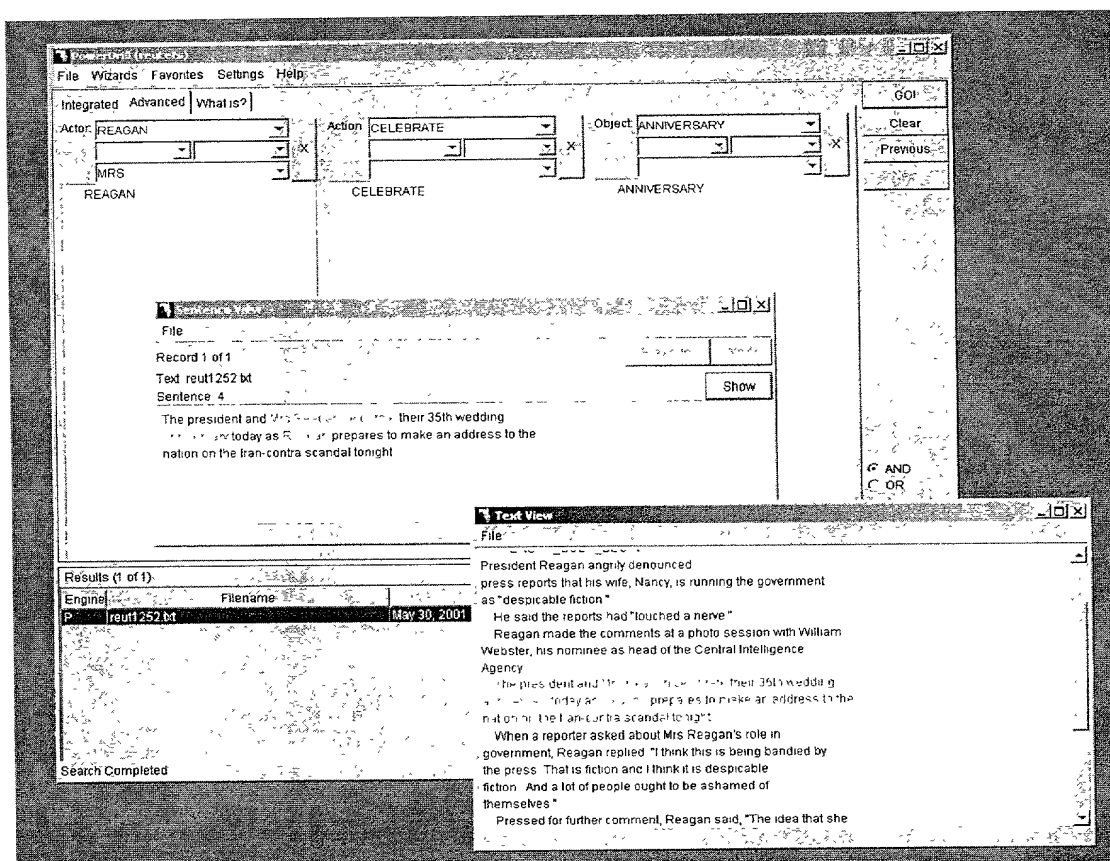 File Wizards Favorites Settings Help
Integrated Advanced What is?
GO!
Clear
Previous
Actor: REAGAN
MRS
REAGAN
Action CELEBRATE
CELEBRATE
Object: ANNIVERSARY
ANNIVERSARY
X X X
AND
OR
Sentence View
File
Record 1 of 1
Text reut1252 txt
Sentence 4
Show
The president and their 35th wedding
today as prepares to make an address to the
nation on the Iran-contra scandal tonight
Results (1 of 1)
Engine Filename
P reut1252.txt May 30, 2001
Search Completed
Text View
File
President Reagan angrily denounced
press reports that his wife, Nancy, is running the government
as "despicable fiction "
He said the reports had "touched a nerve"
Reagan made the comments at a photo session with William
Webster, his nominee as head of the Central Intelligence
Agency
The president and their 35th wedding
today as prepares to make an address to the
nation on the Iran-contra scandal tonight
When a reporter asked about Mrs Reagan's role in
government, Reagan replied "I think this is being bandied by
the press That is fiction and I think it is despicable
fiction And a lot of people ought to be ashamed of
themselves"
Pressed for further comment, Reagan said, "The idea that she